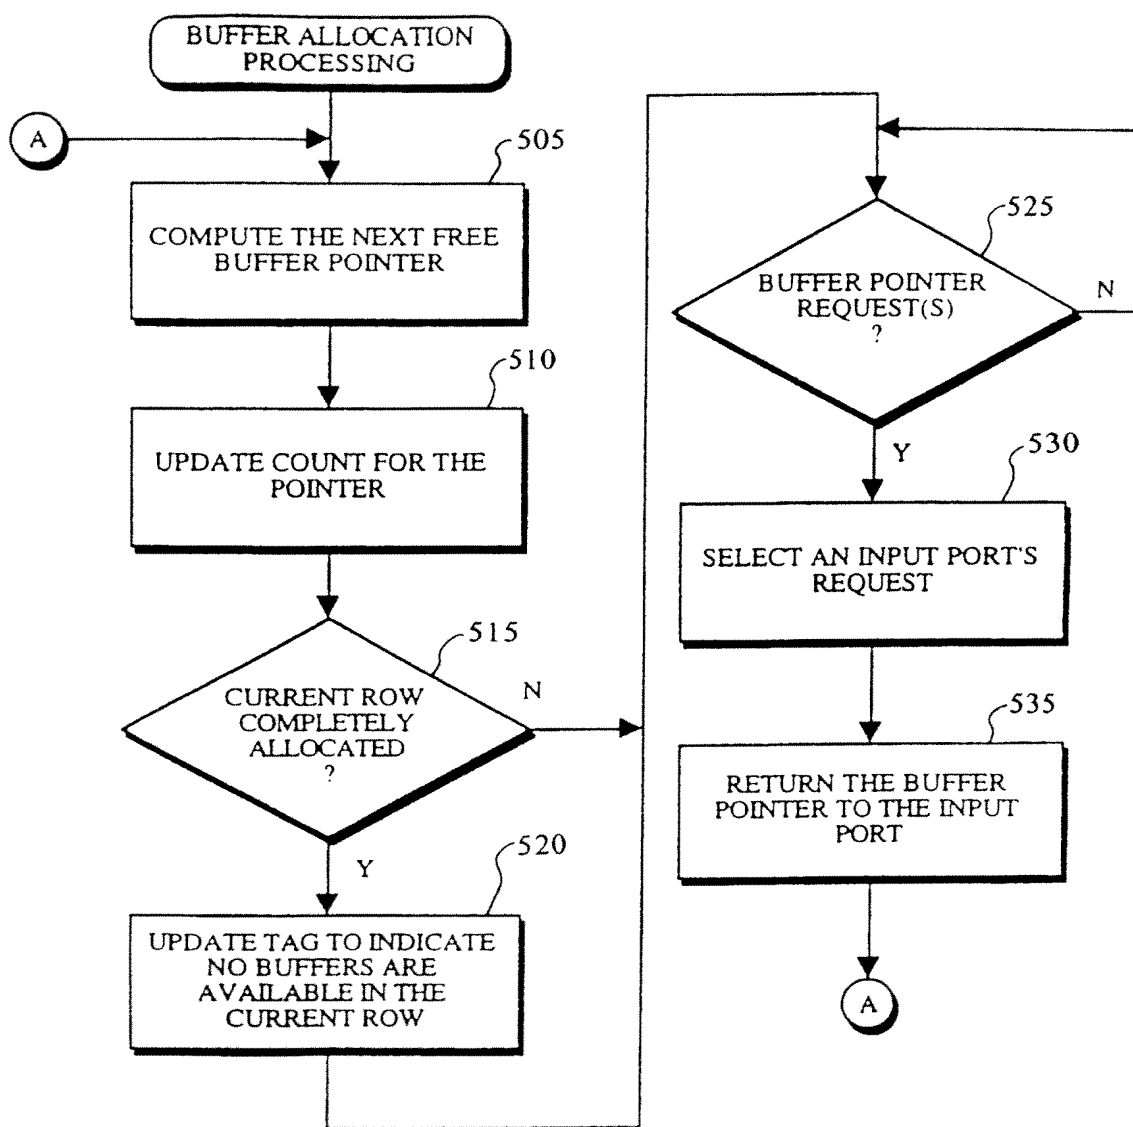 BUFFER ALLOCATION
PROCESSING
A
505
COMPUTE THE NEXT FREE
BUFFER POINTER
510
UPDATE COUNT FOR THE
POINTER
515
CURRENT ROW
COMPLETELY
ALLOCATED
?
N
Y
520
UPDATE TAG TO INDICATE
NO BUFFERS ARE
AVAILABLE IN THE
CURRENT ROW
525
BUFFER POINTER
REQUEST(S)
?
N
Y
530
SELECT AN INPUT PORT'S
REQUEST
535
RETURN THE BUFFER
POINTER TO THE INPUT
PORT
A